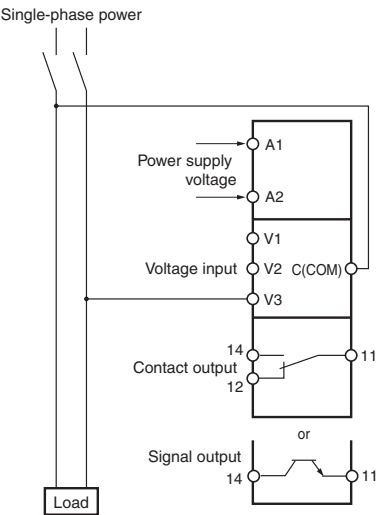 Single-phase power
A1
Power supply
voltage
A2
V1
Voltage input
V2
C(COM)
V3
14
11
Contact output
12
or
Signal output
14
11
Load